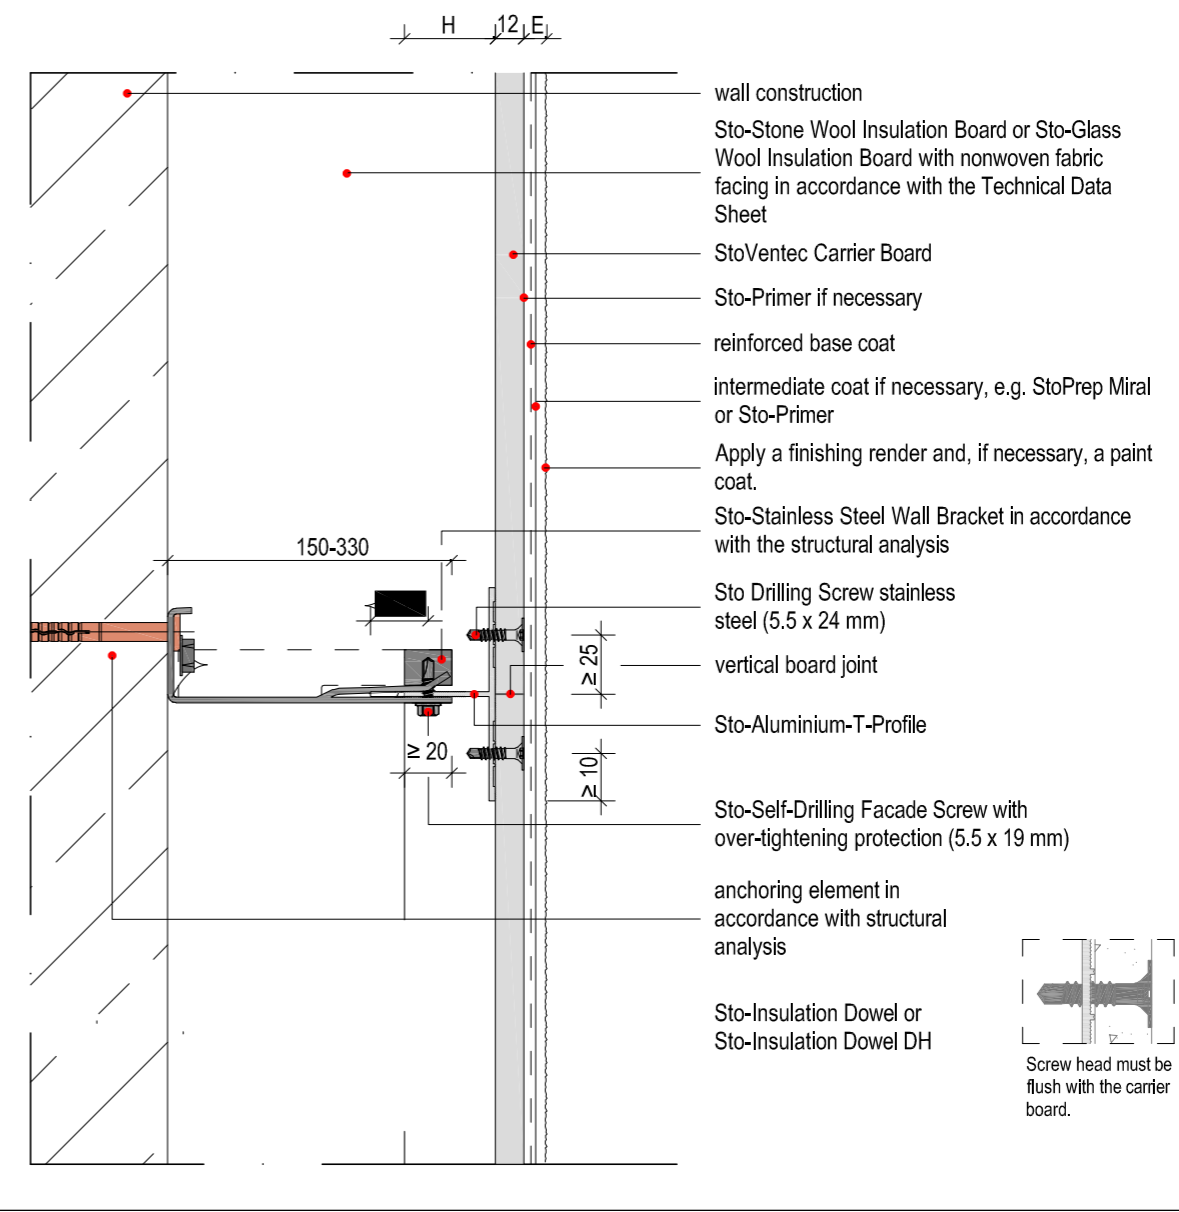 H
12
E
wall construction
Sto-Stone Wool Insulation Board or Sto-Glass
Wool Insulation Board with nonwoven fabric
facing in accordance with the Technical Data
Sheet
StoVentec Carrier Board
Sto-Primer if necessary
reinforced base coat
intermediate coat if necessary, e.g. StoPrep Miral
or Sto-Primer
Apply a finishing render and, if necessary, a paint
coat.
Sto-Stainless Steel Wall Bracket in accordance
with the structural analysis
150-330
Sto Drilling Screw stainless
steel (5.5 x 24 mm)
≥ 25
vertical board joint
Sto-Aluminium-T-Profile
≥ 20
≥ 10
Sto-Self-Drilling Facade Screw with
over-tightening protection (5.5 x 19 mm)
anchoring element in
accordance with structural
analysis
Sto-Insulation Dowel or
Sto-Insulation Dowel DH
Screw head must be
flush with the carrier
board.